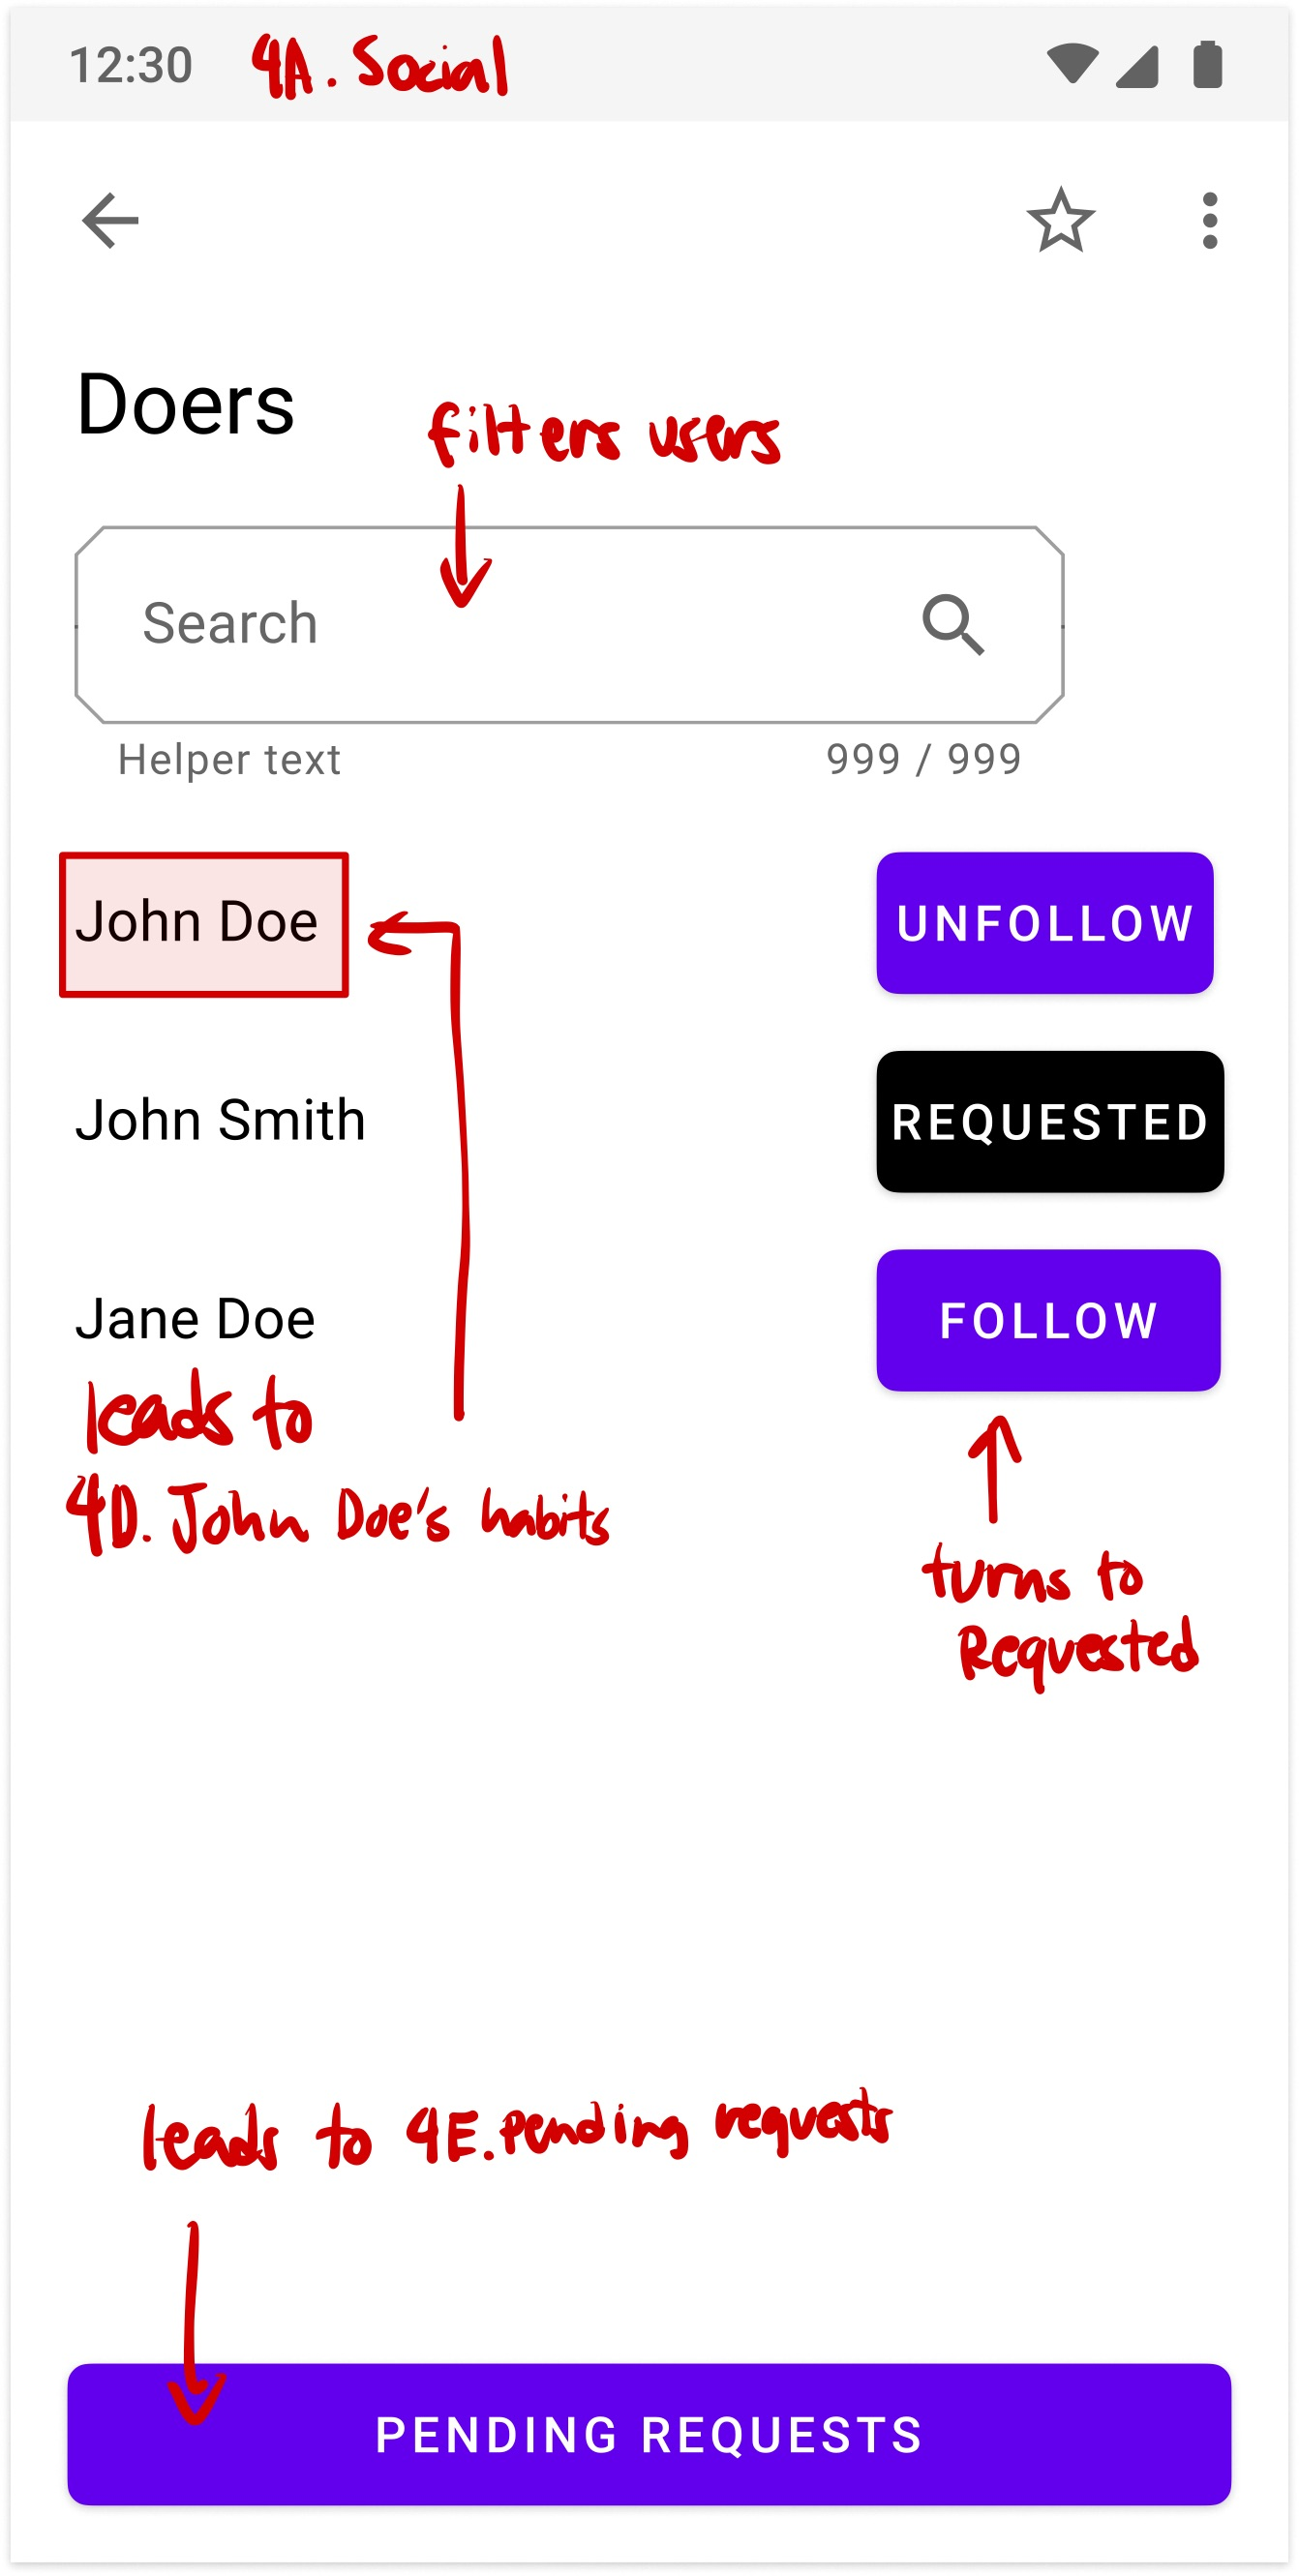 12:30 4A. Social
Doers
filters users
Search
Helper text 999 / 999
John Doe UNFOLLOW
John Smith REQUESTED
Jane Doe FOLLOW
leads to
4D. John Doe's habits
turns to
Requested
leads to 4E. pending requests
PENDING REQUESTS